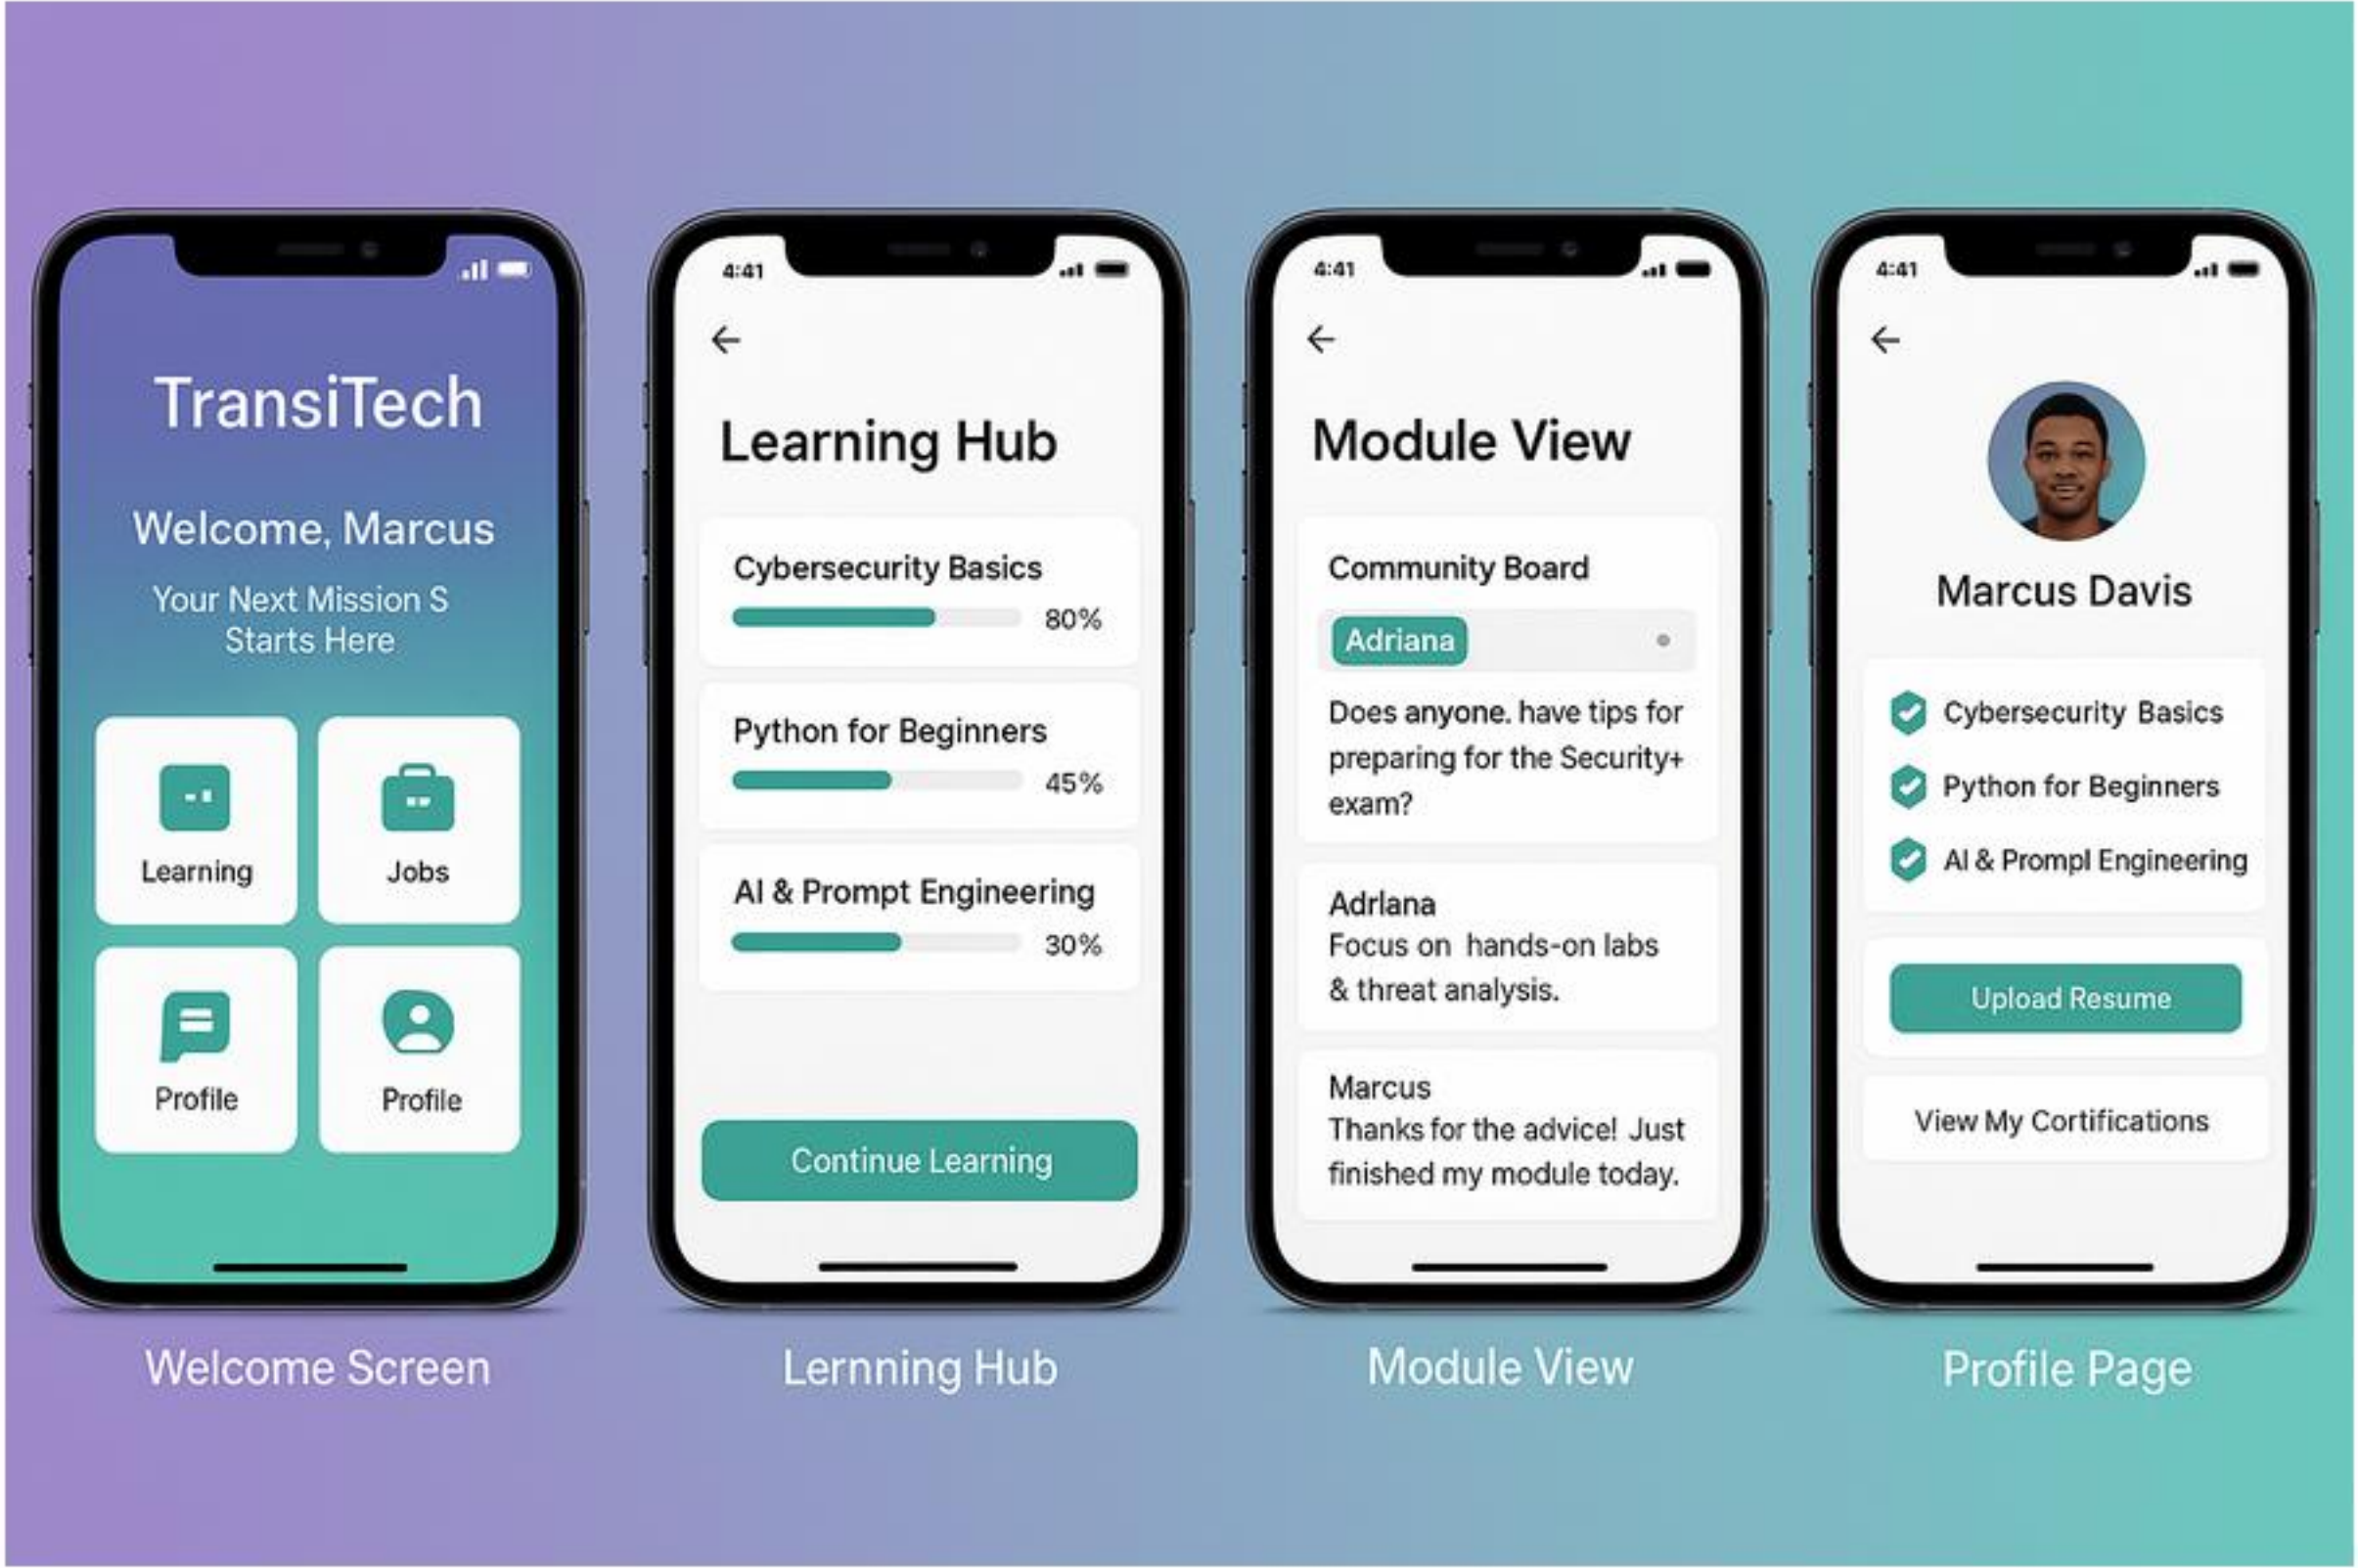 TransiTech
Welcome, Marcus
Your Next Mission S
Starts Here
Learning
Jobs
Profile
Profile
Welcome Screen
4:41
Learning Hub
Cybersecurity Basics
80%
Python for Beginners
45%
AI & Prompt Engineering
30%
Continue Learning
Lernning Hub
4:41
Module View
Community Board
Adriana
Does anyone. have tips for
preparing for the Security+
exam?
Adrlana
Focus on hands-on labs
& threat analysis.
Marcus
Thanks for the advice! Just
finished my module today.
Module View
4:41
Marcus Davis
Cybersecurity Basics
Python for Beginners
AI & Prompl Engineering
Upload Resume
View My Cortifications
Profile Page